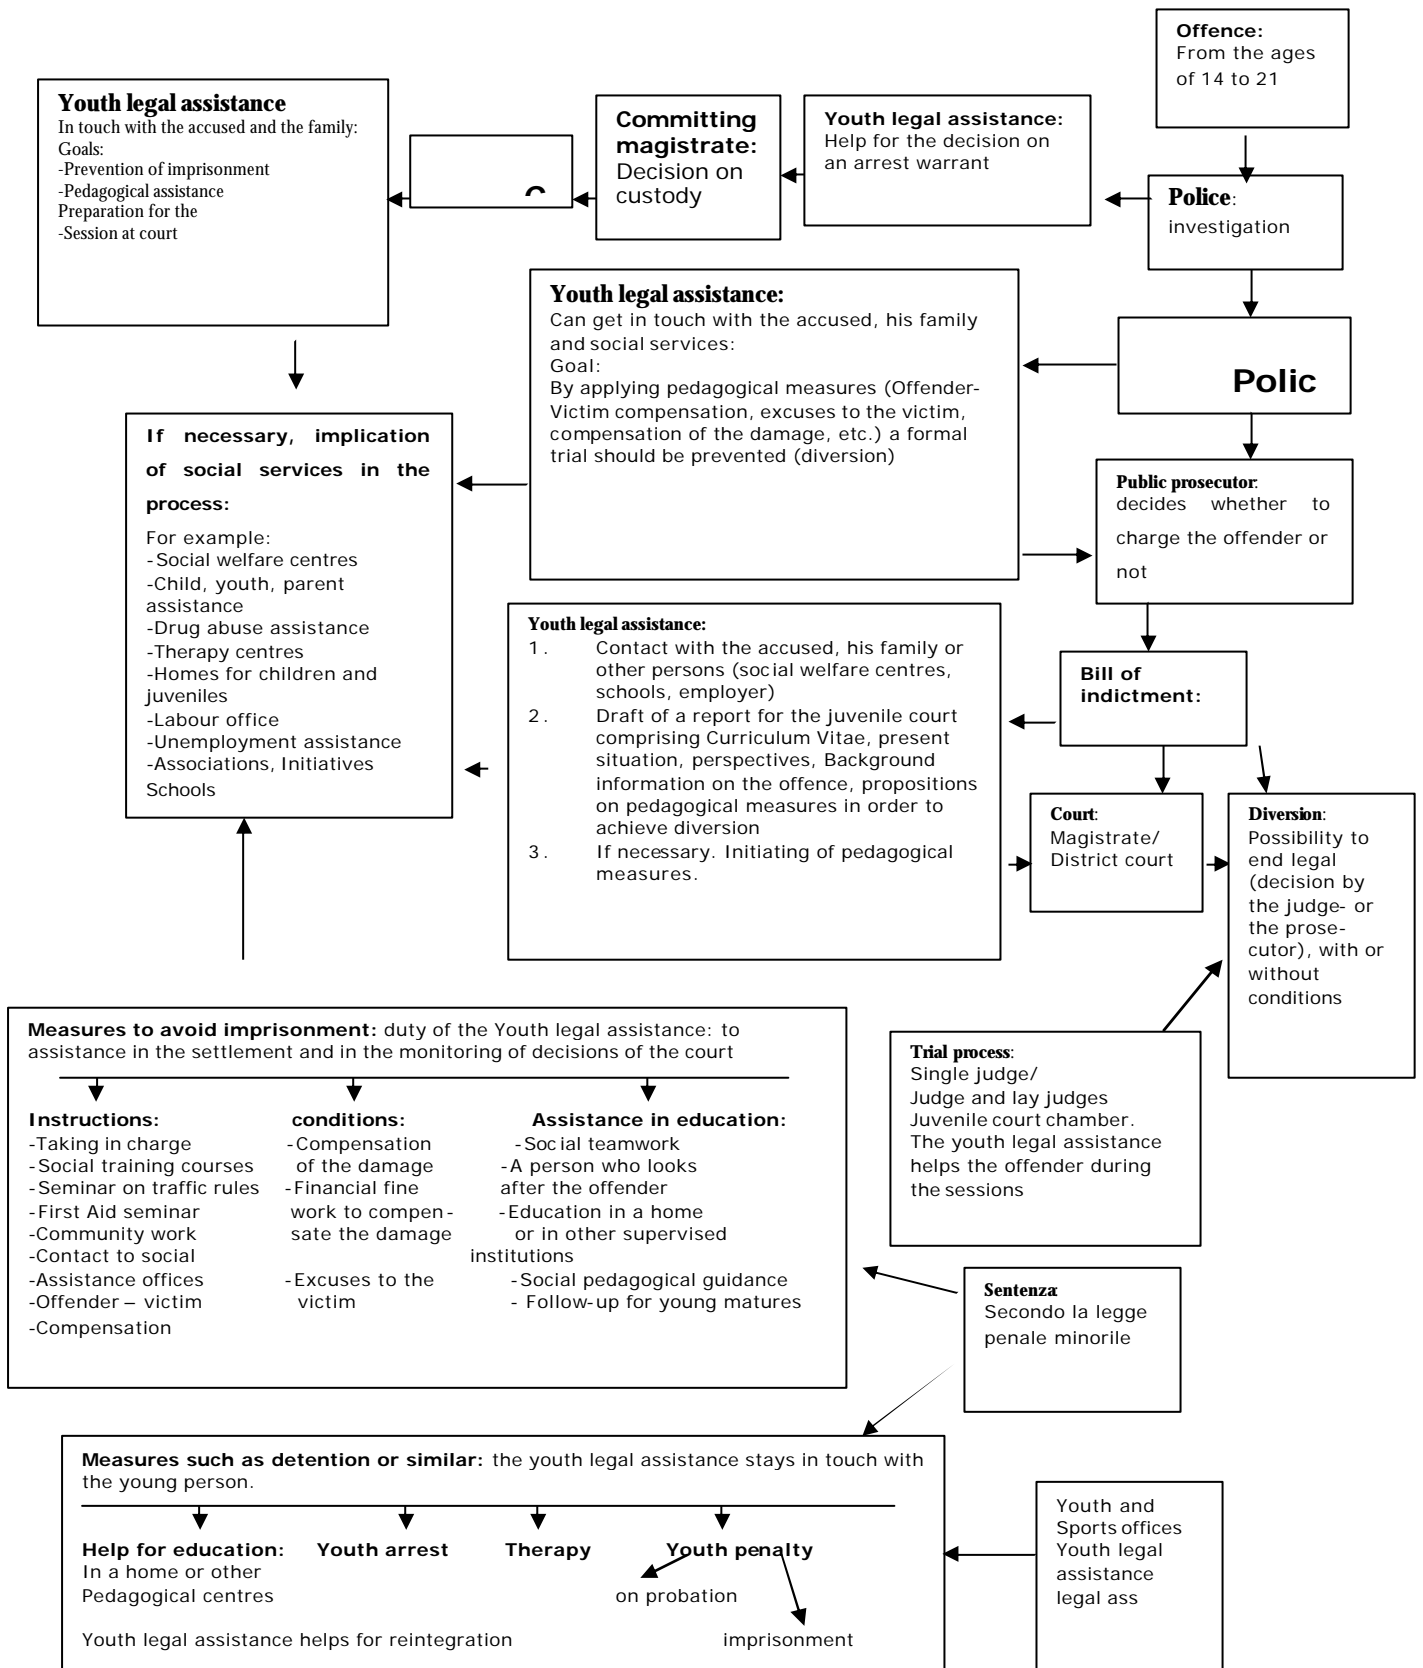 Offence:
From the ages
of 14 to 21
Youth legal assistance
In touch with the accused and the family:
Goals:
-Prevention of imprisonment
-Pedagogical assistance
Preparation for the
-Session at court
Committing
magistrate:
Decision on
custody
Youth legal assistance:
Help for the decision on
an arrest warrant
Police:
investigation
Youth legal assistance:
Can get in touch with the accused, his family
and social services:
Goal:
By applying pedagogical measures (Offender-
Victim compensation, excuses to the victim,
compensation of the damage, etc.) a formal
trial should be prevented (diversion)
Polic
If necessary, implication
of social services in the
process:
For example:
-Social welfare centres
-Child, youth, parent
assistance
-Drug abuse assistance
-Therapy centres
-Homes for children and
juveniles
-Labour office
-Unemployment assistance
-Associations, Initiatives
Schools
Public prosecutor:
decides whether to
charge the offender or
not
Youth legal assistance:
1. Contact with the accused, his family or
other persons (social welfare centres,
schools, employer)
2. Draft of a report for the juvenile court
comprising Curriculum Vitae, present
situation, perspectives, Background
information on the offence, propositions
on pedagogical measures in order to
achieve diversion
3. If necessary. Initiating of pedagogical
measures.
Bill of
indictment:
Court:
Magistrate/
District court
Diversion:
Possibility to
end legal
(decision by
the judge- or
the prose-
cutor), with or
without
conditions
Measures to avoid imprisonment: duty of the Youth legal assistance: to
assistance in the settlement and in the monitoring of decisions of the court
Instructions:
-Taking in charge
-Social training courses
-Seminar on traffic rules
-First Aid seminar
-Community work
-Contact to social
-Assistance offices
-Offender – victim
-Compensation
conditions:
-Compensation
of the damage
-Financial fine
work to compen-
sate the damage
-Excuses to the
victim
Assistance in education:
-Social teamwork
-A person who looks
after the offender
-Education in a home
or in other supervised
institutions
-Social pedagogical guidance
- Follow-up for young matures
Trial process:
Single judge/
Judge and lay judges
Juvenile court chamber.
The youth legal assistance
helps the offender during
the sessions
Sentenza:
Secondo la legge
penale minorile
Measures such as detention or similar: the youth legal assistance stays in touch with
the young person.
Help for education:
In a home or other
Pedagogical centres
Youth arrest
Therapy
Youth penalty
on probation
imprisonment
Youth legal assistance helps for reintegration
Youth and
Sports offices
Youth legal
assistance
legal ass